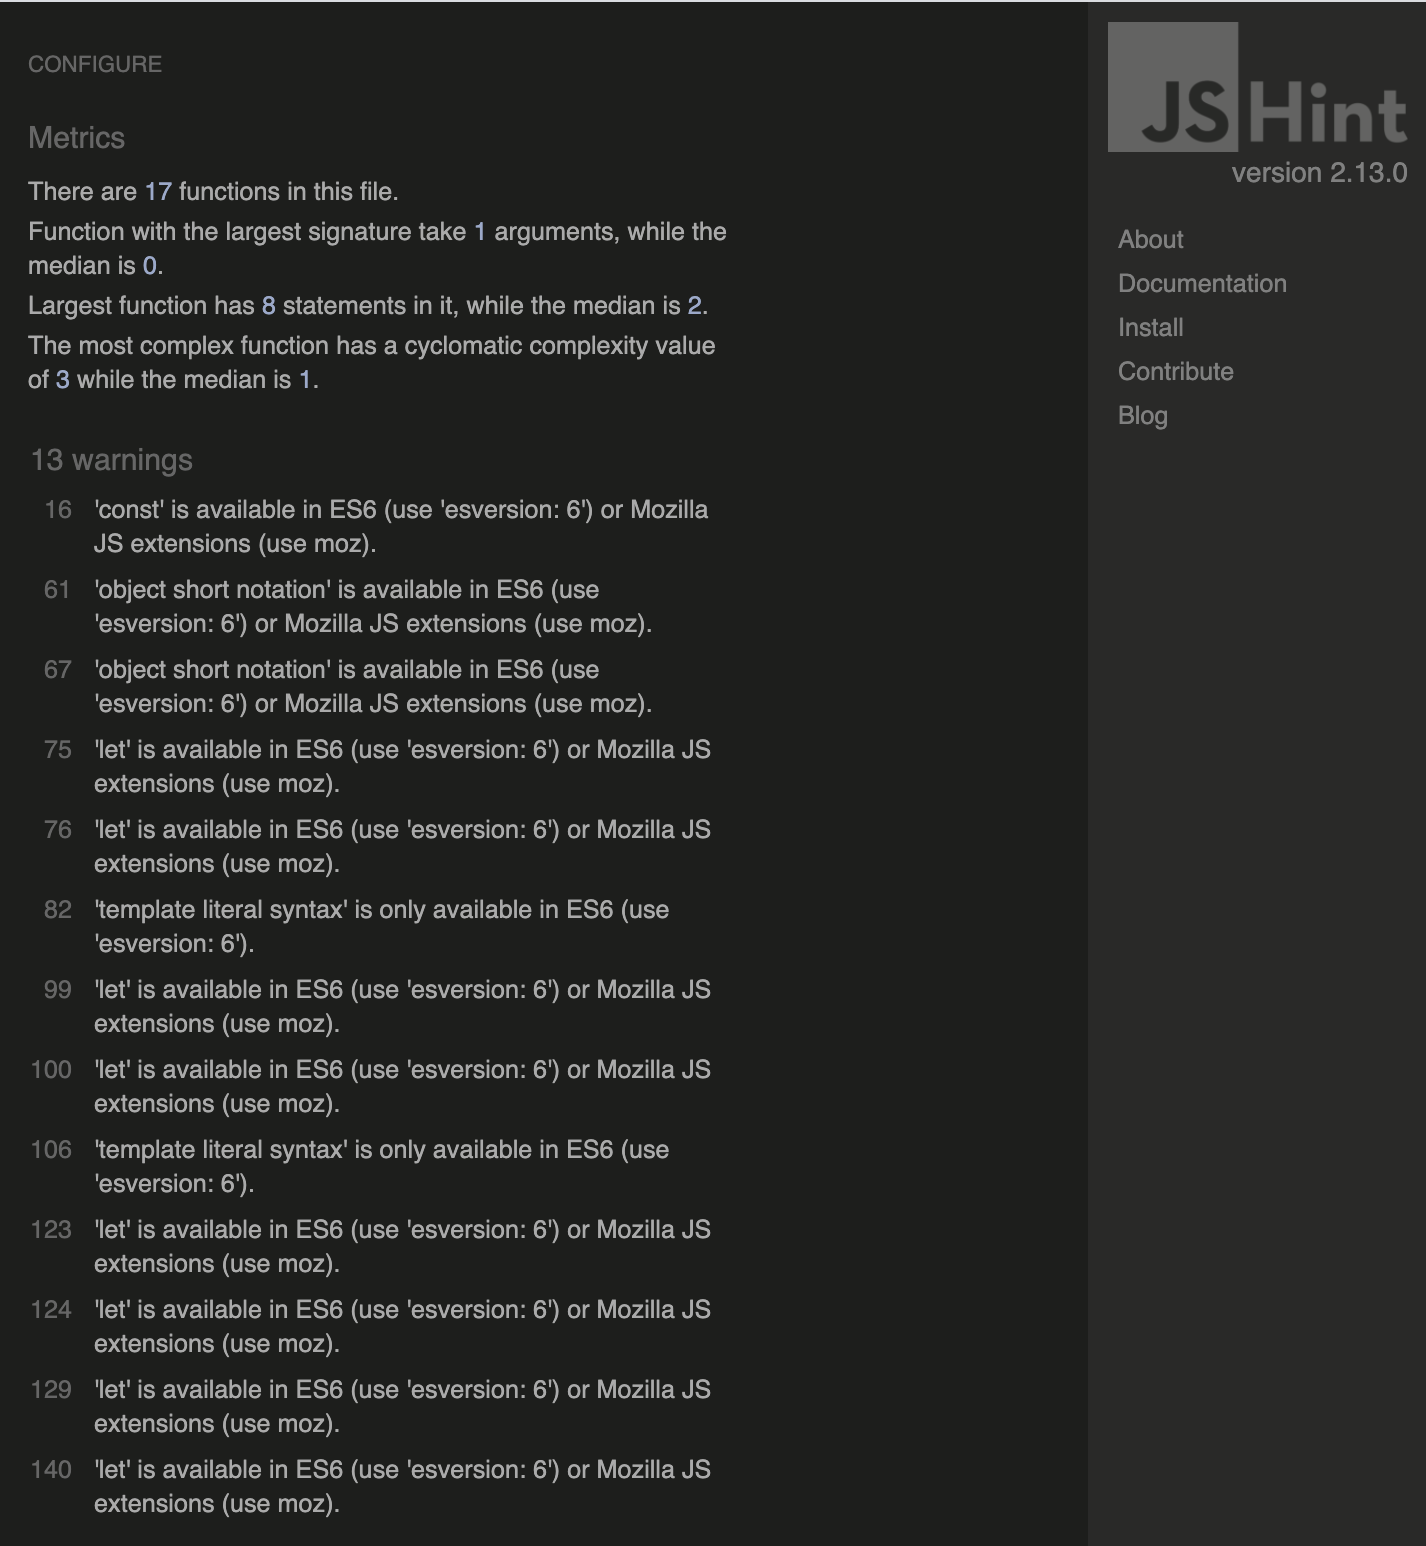 CONFIGURE
Metrics
There are 17 functions in this file.
Function with the largest signature take 1 arguments, while the
median is 0.
Largest function has 8 statements in it, while the median is 2.
The most complex function has a cyclomatic complexity value
of 3 while the median is 1.
13 warnings
16 'const' is available in ES6 (use 'esversion: 6') or Mozilla
JS extensions (use moz).
61 'object short notation' is available in ES6 (use
'esversion: 6') or Mozilla JS extensions (use moz).
67 'object short notation' is available in ES6 (use
'esversion: 6') or Mozilla JS extensions (use moz).
75 'let' is available in ES6 (use 'esversion: 6') or Mozilla JS
extensions (use moz).
76 'let' is available in ES6 (use 'esversion: 6') or Mozilla JS
extensions (use moz).
82 'template literal syntax' is only available in ES6 (use
'esversion: 6').
99 'let' is available in ES6 (use 'esversion: 6') or Mozilla JS
extensions (use moz).
100 'let' is available in ES6 (use 'esversion: 6') or Mozilla JS
extensions (use moz).
106 'template literal syntax' is only available in ES6 (use
'esversion: 6').
123 'let' is available in ES6 (use 'esversion: 6') or Mozilla JS
extensions (use moz).
124 'let' is available in ES6 (use 'esversion: 6') or Mozilla JS
extensions (use moz).
129 'let' is available in ES6 (use 'esversion: 6') or Mozilla JS
extensions (use moz).
140 'let' is available in ES6 (use 'esversion: 6') or Mozilla JS
extensions (use moz).
JSHint
version 2.13.0
About
Documentation
Install
Contribute
Blog